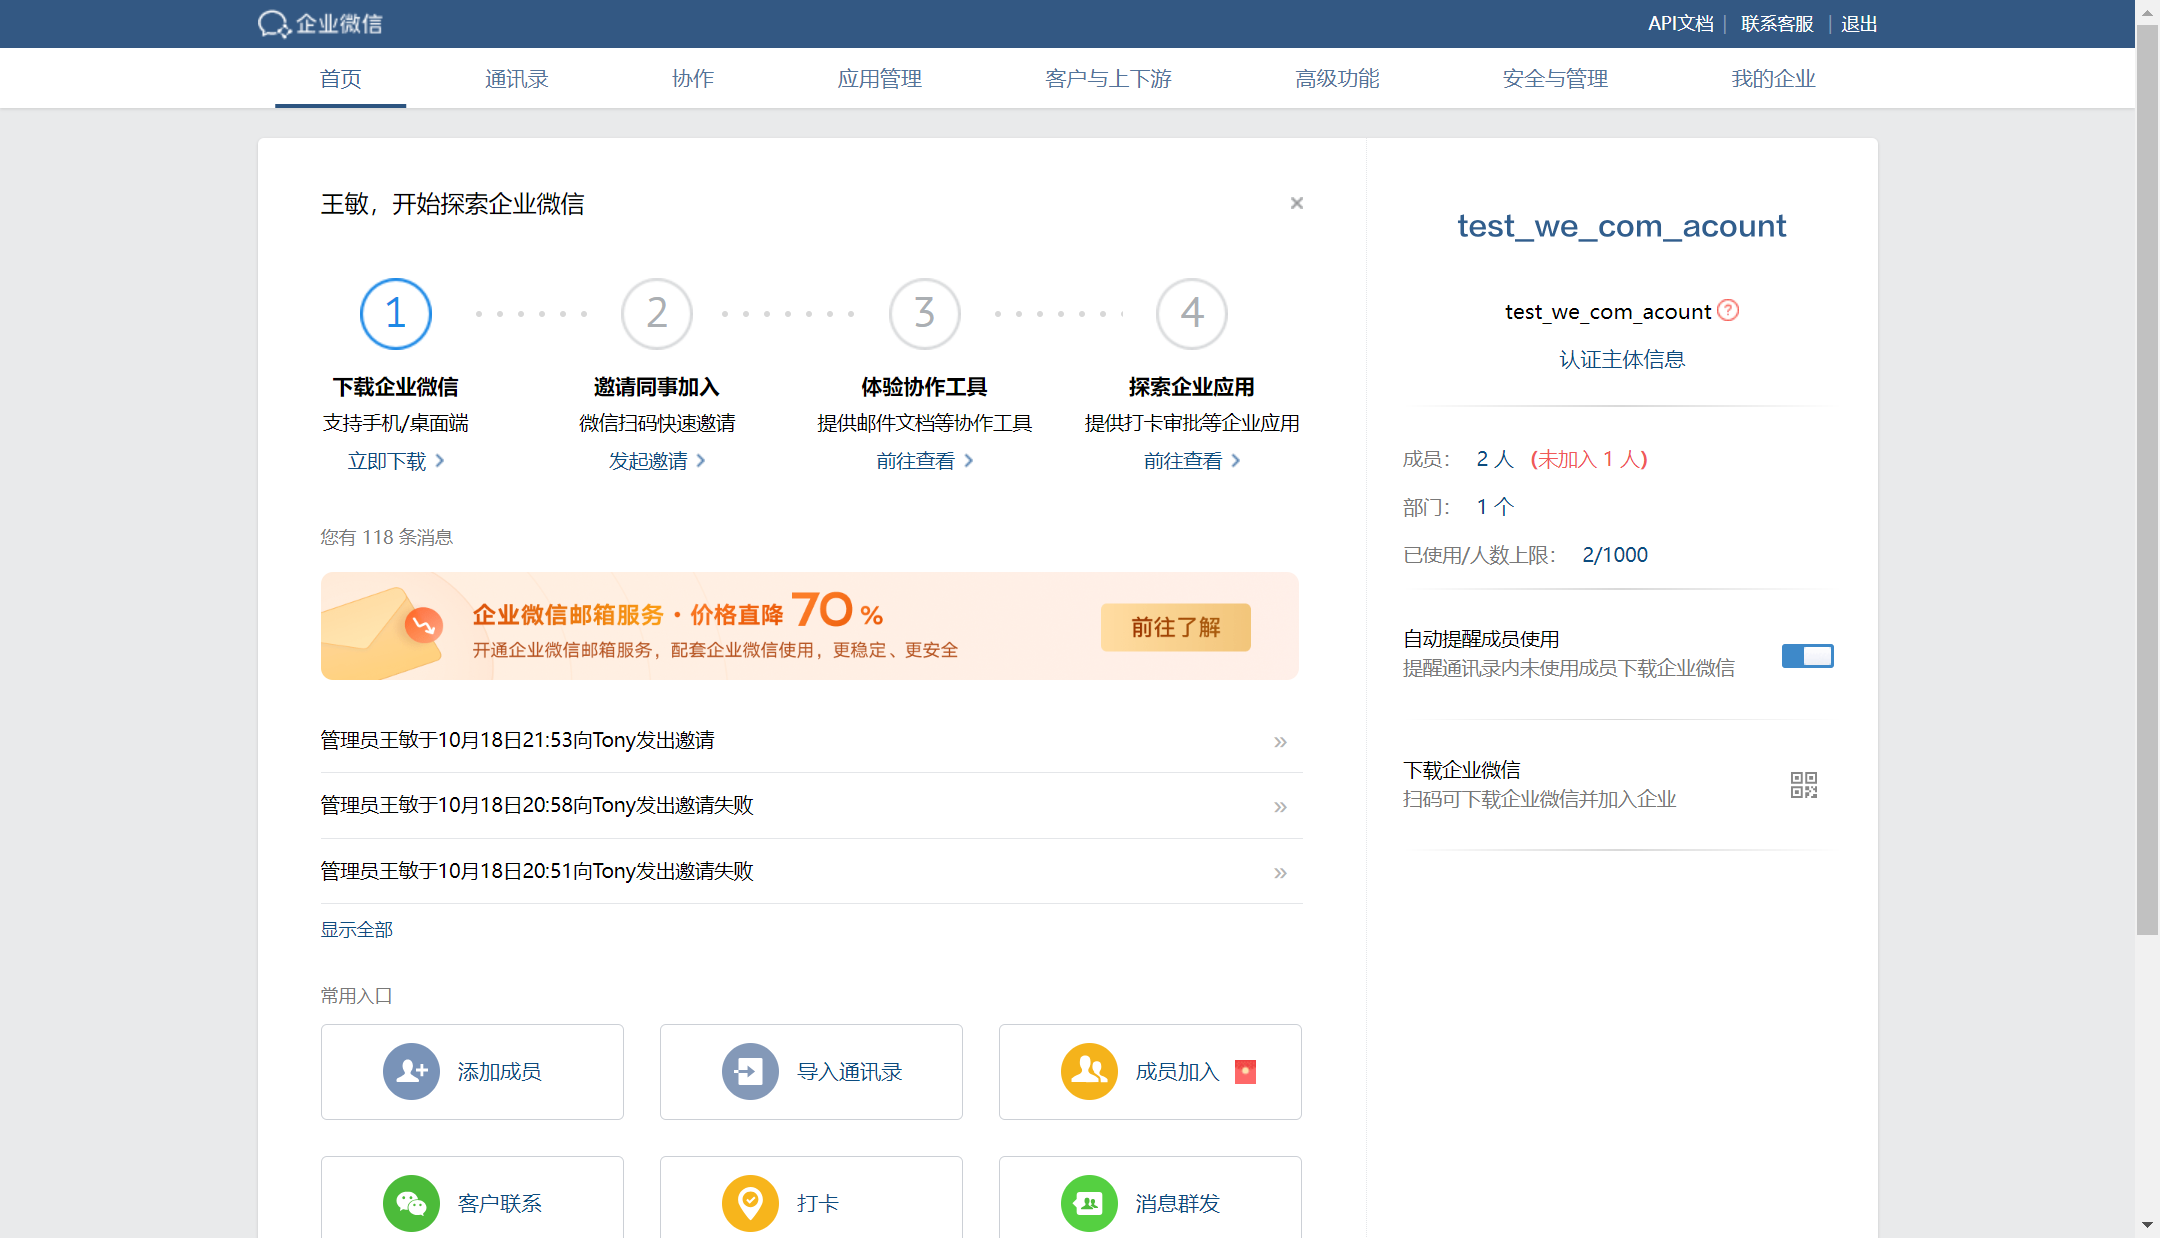 企业微信
API文档 | 联系客服 | 退出
首页 通讯录 协作 应用管理 客户与上下游 高级功能 安全与管理 我的企业
王敏，开始探索企业微信
1 2 3 4
下载企业微信 邀请同事加入 体验协作工具 探索企业应用
支持手机/桌面端 微信扫码快速邀请 提供邮件文档等协作工具 提供打卡审批等企业应用
立即下载 发起邀请 前往查看 前往查看
您有 118 条消息
企业微信邮箱服务·价格直降70%
开通企业微信邮箱服务，配套企业微信使用，更稳定、更安全
前往了解
管理员王敏于10月18日21:53向Tony发出邀请
管理员王敏于10月18日20:58向Tony发出邀请失败
管理员王敏于10月18日20:51向Tony发出邀请失败
显示全部
常用入口
添加成员 导入通讯录 成员加入
客户联系 打卡 消息群发
test_we_com_acount
test_we_com_acount
认证主体信息
成员： 2 人 (未加入 1 人)
部门： 1 个
已使用/人数上限： 2/1000
自动提醒成员使用
提醒通讯录内未使用成员下载企业微信
下载企业微信
扫码可下载企业微信并加入企业